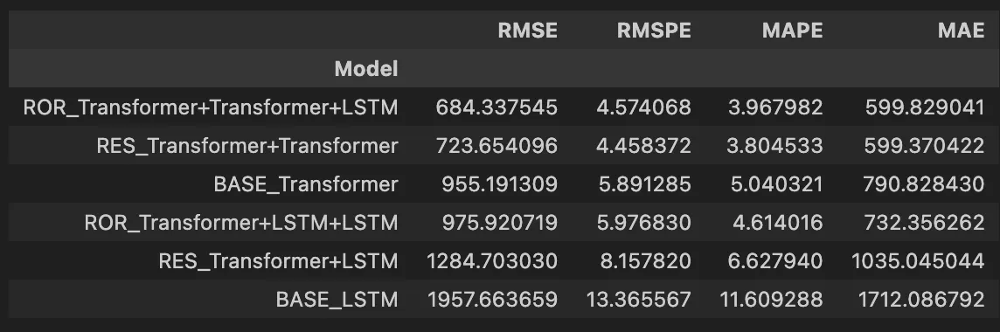 RMSE RMSPE MAPE MAE
Model
ROR_Transformer+Transformer+LSTM 684.337545 4.574068 3.967982 599.829041
RES_Transformer+Transformer 723.654096 4.458372 3.804533 599.370422
BASE_Transformer 955.191309 5.891285 5.040321 790.828430
ROR_Transformer+LSTM+LSTM 975.920719 5.976830 4.614016 732.356262
RES_Transformer+LSTM 1284.703030 8.157820 6.627940 1035.045044
BASE_LSTM 1957.663659 13.365567 11.609288 1712.086792